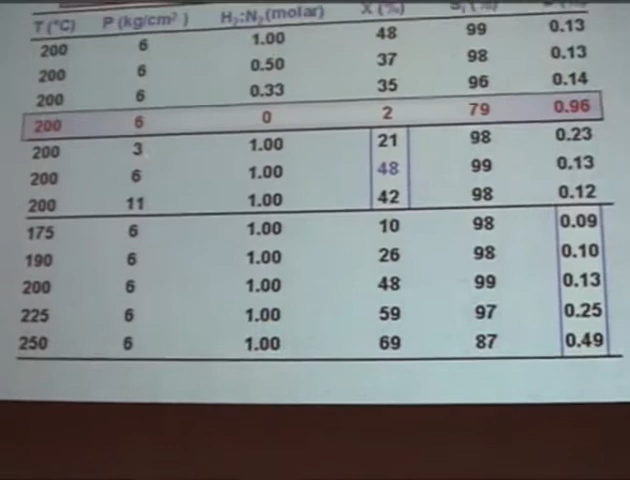 T (°C) P (kg/cm² ) H₂:N₂ (molar) X (%)
200 6 1.00 48 99 0.13
200 6 0.50 37 98 0.13
200 6 0.33 35 96 0.14
200 6 0 2 79 0.96
200 3 1.00 21 98 0.23
200 6 1.00 48 99 0.13
200 11 1.00 42 98 0.12
175 6 1.00 10 98 0.09
190 6 1.00 26 98 0.10
200 6 1.00 48 99 0.13
225 6 1.00 59 97 0.25
250 6 1.00 69 87 0.49